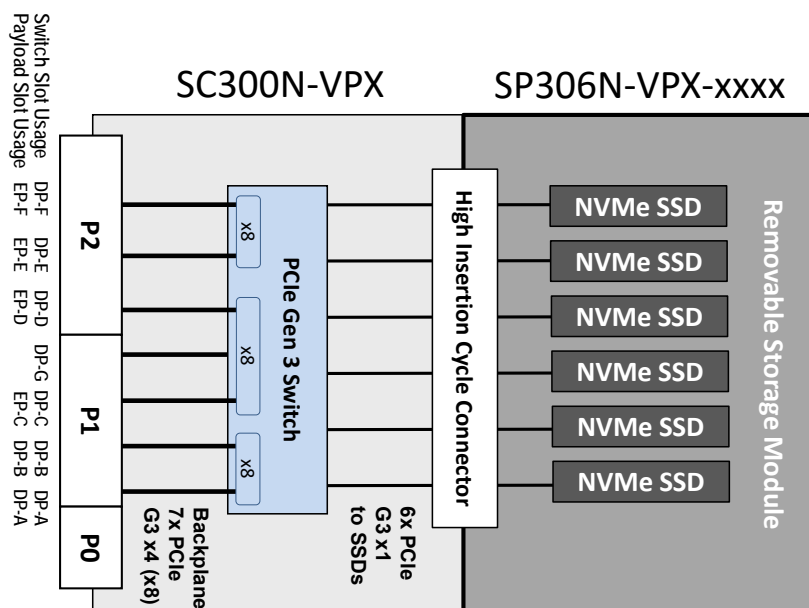 SC300N-VPX
SP306N-VPX-xxxx
Switch Slot Usage DP-F DP-E DP-D DP-G DP-C DP-B DP-A
Payload Slot Usage EP-F EP-E EP-D EP-C DP-B DP-A
P2
P1
P0
x8
x8
x8
PCIe Gen 3 Switch
Backplane
7x PCIe
G3 x4 (x8)
6x PCIe
G3 x1
to SSDs
High Insertion Cycle Connector
NVMe SSD
NVMe SSD
NVMe SSD
NVMe SSD
NVMe SSD
NVMe SSD
Removable Storage Module